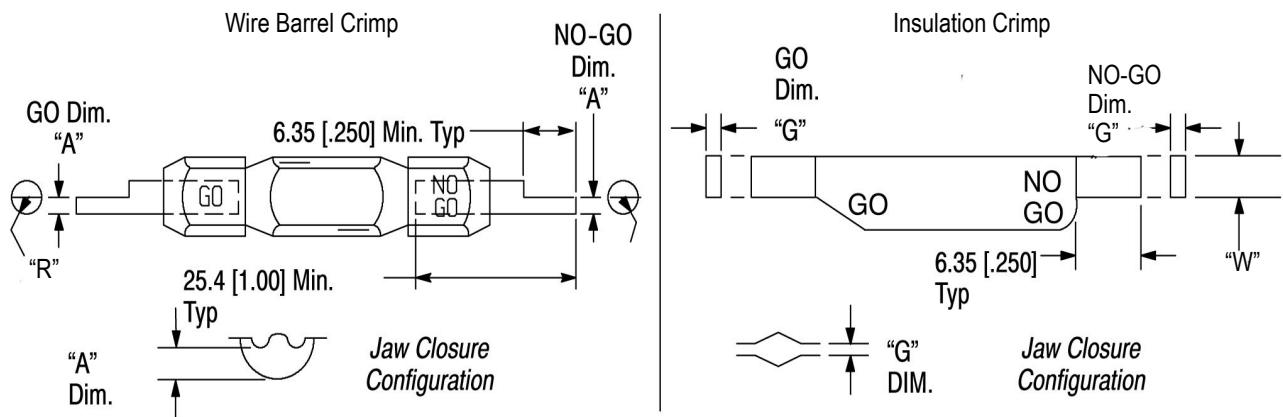 Wire Barrel Crimp
GO Dim.
“A”
6.35 [.250] Min. Typ
NO-GO
Dim.
“A”
GO
NO
GO
“R”
25.4 [1.00] Min.
Typ
“A”
Dim.
Jaw Closure
Configuration
Insulation Crimp
GO
Dim.
“G”
NO-GO
Dim.
“G”
GO
NO
GO
6.35 [.250]
Typ
“W”
“G”
DIM.
Jaw Closure
Configuration